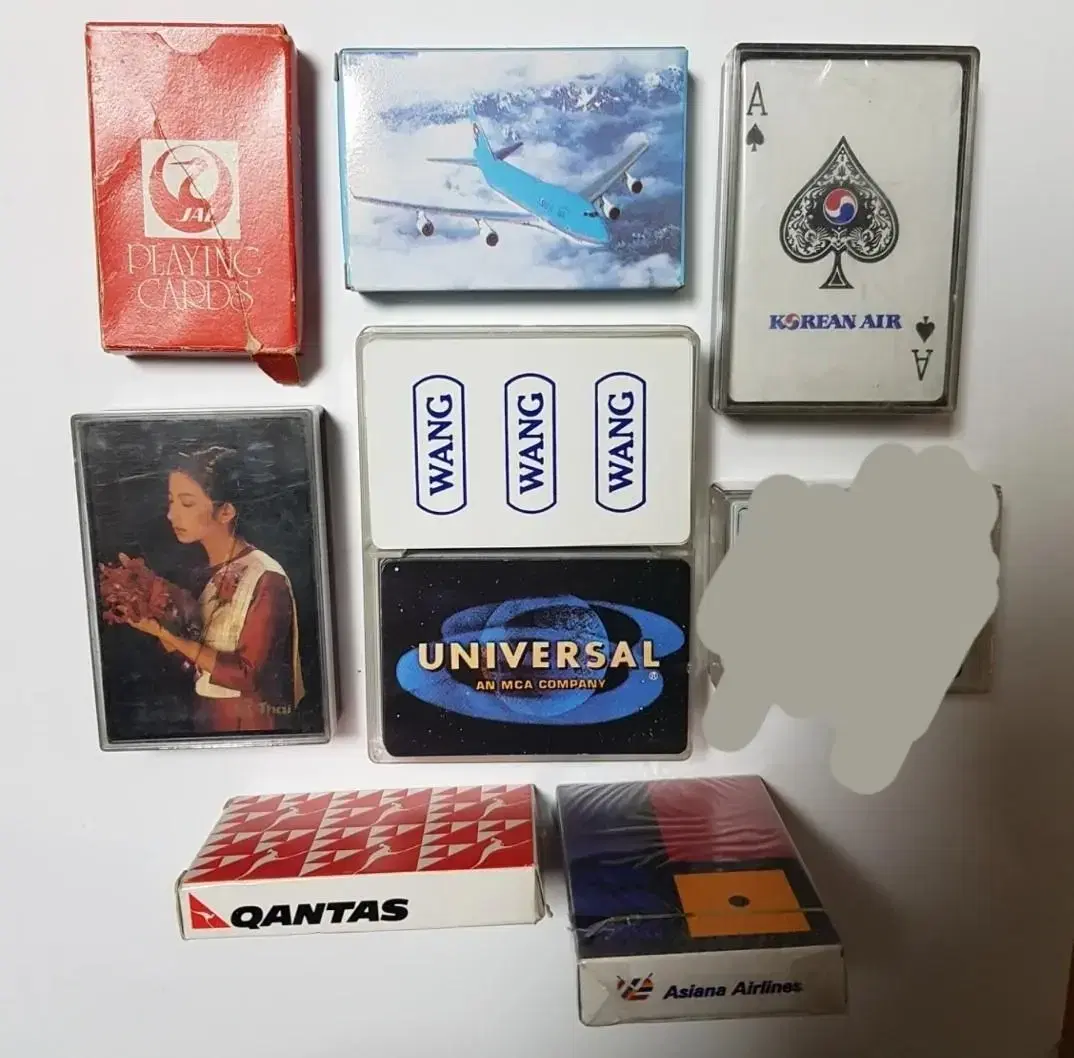 JAL
PLAYING
CARDS
A
KOREAN AIR
A
WANG
WANG
WANG
Thai
UNIVERSAL
AN MCA COMPANY
QANTAS
Asiana Airlines